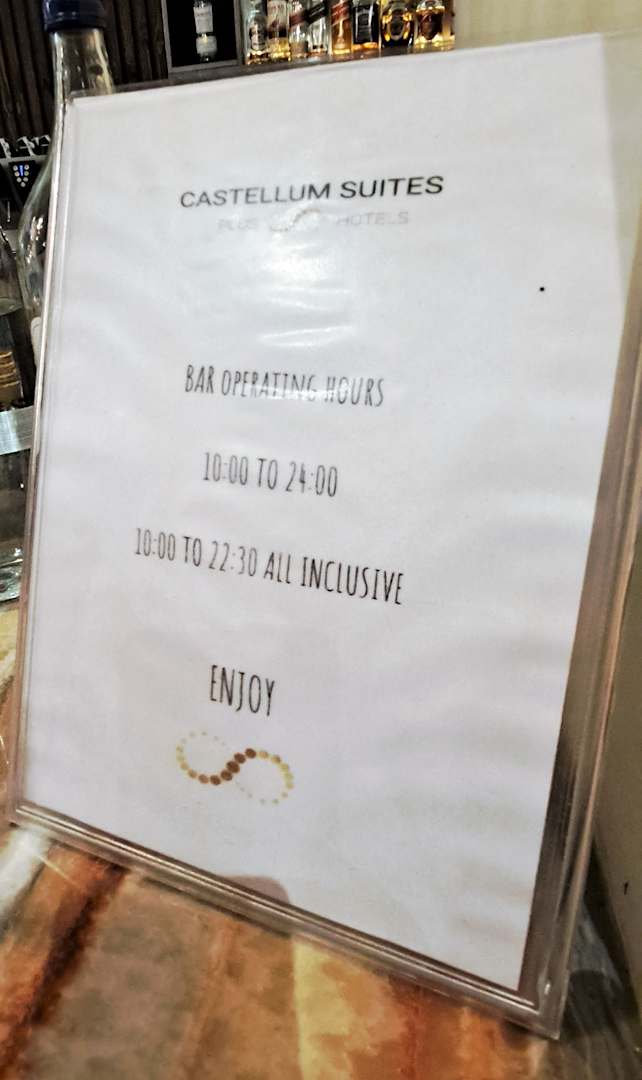 CASTELLUM SUITES
PLUS HOTELS
BAR OPERATING HOURS
10:00 TO 24:00
10:00 TO 22:30 ALL INCLUSIVE
ENJOY